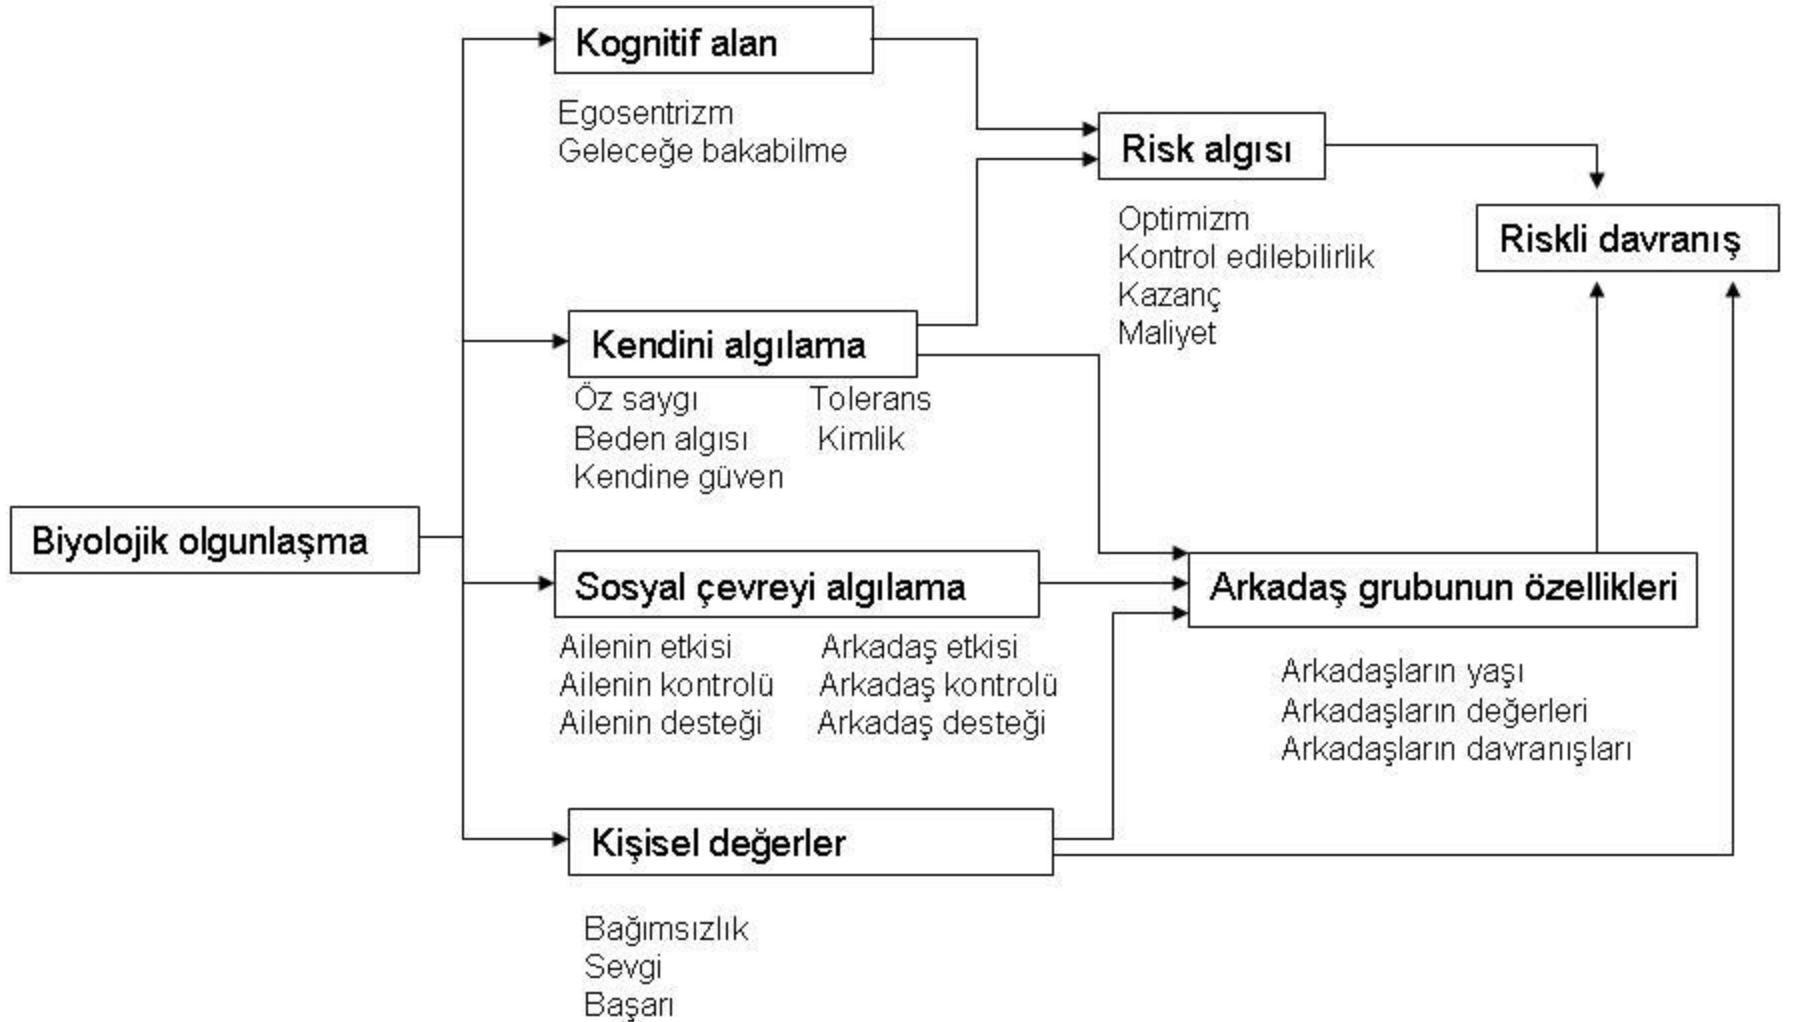 Kognitif alan
Egosentrizm
Geleceğe bakabilme
Risk algısı
Optimizm
Kontrol edilebilirlik
Kazanç
Maliyet
Riskli davranış
Kendini algılama
Öz saygı Tolerans
Beden algısı Kimlik
Kendine güven
Biyolojik olgunlaşma
Sosyal çevreyi algılama
Ailenin etkisi Arkadaş etkisi
Ailenin kontrolü Arkadaş kontrolü
Ailenin desteği Arkadaş desteği
Arkadaş grubunun özellikleri
Arkadaşların yaşı
Arkadaşların değerleri
Arkadaşların davranışları
Kişisel değerler
Bağımsızlık
Sevgi
Başarı